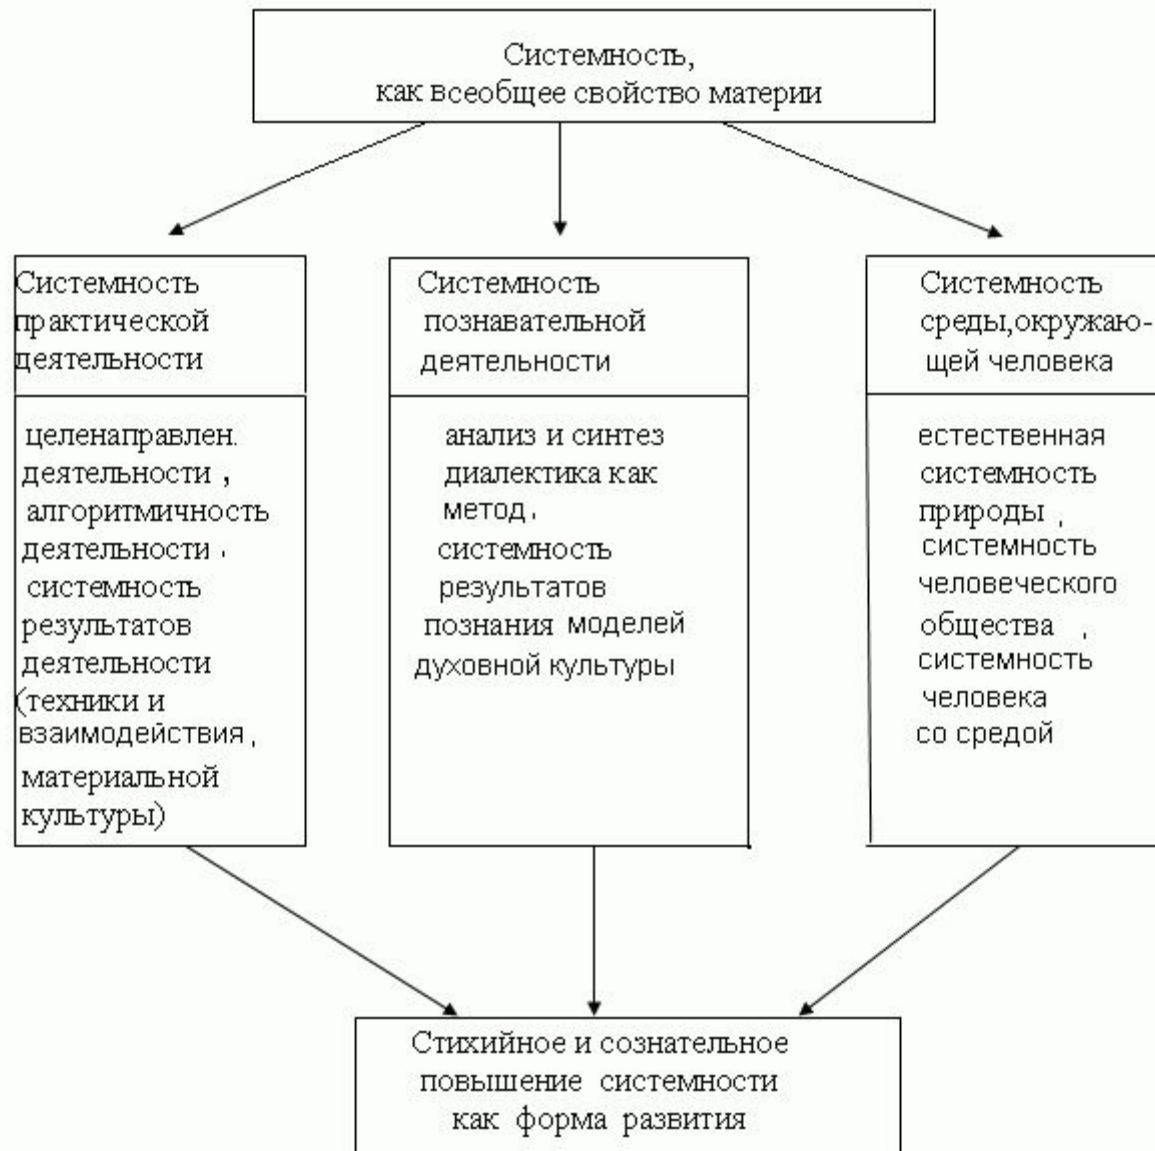 Системность,
как всеобщее свойство материи
Системность
практической
деятельности
целенаправлен.
деятельности ,
алгоритмичность
деятельности ,
системность
результатов
деятельности
(техники и
взаимодействия ,
материальной
культуры)
Системность
познавательной
деятельности
анализ и синтез
диалектика как
метод ,
системность
результатов
познания моделей
духовной культуры
Системность
среды,окружаю-
щей человека
естественная
системность
природы ,
системность
человеческого
общества ,
системность
человека
со средой
Стихийное и сознательное
повышение системности
как форма развития